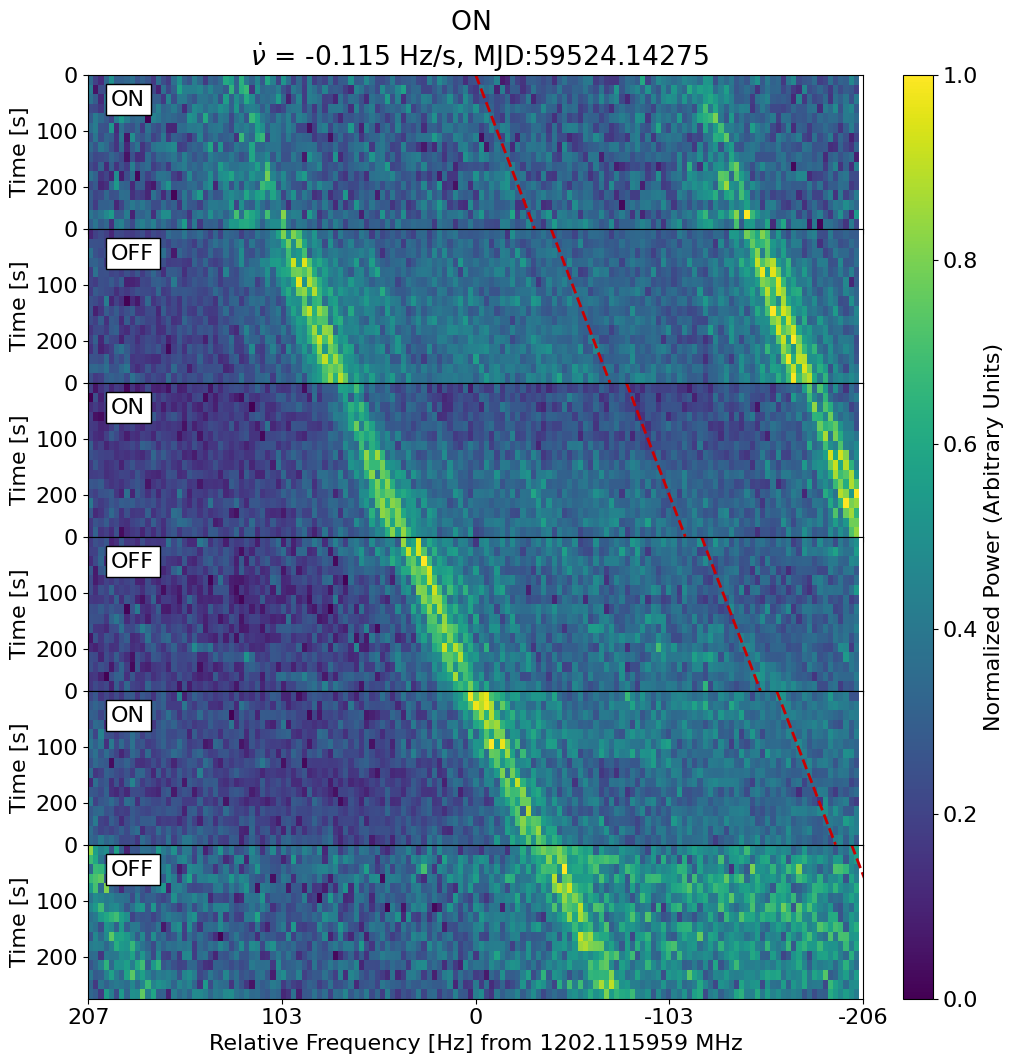 ON
ν̇ = -0.115 Hz/s, MJD:59524.14275
ON
OFF
ON
OFF
ON
OFF
0
100
200
0
100
200
0
100
200
0
100
200
0
100
200
0
100
200
Time [s]
Time [s]
Time [s]
Time [s]
Time [s]
Time [s]
207
103
0
-103
-206
Relative Frequency [Hz] from 1202.115959 MHz
1.0
0.8
0.6
0.4
0.2
0.0
Normalized Power (Arbitrary Units)